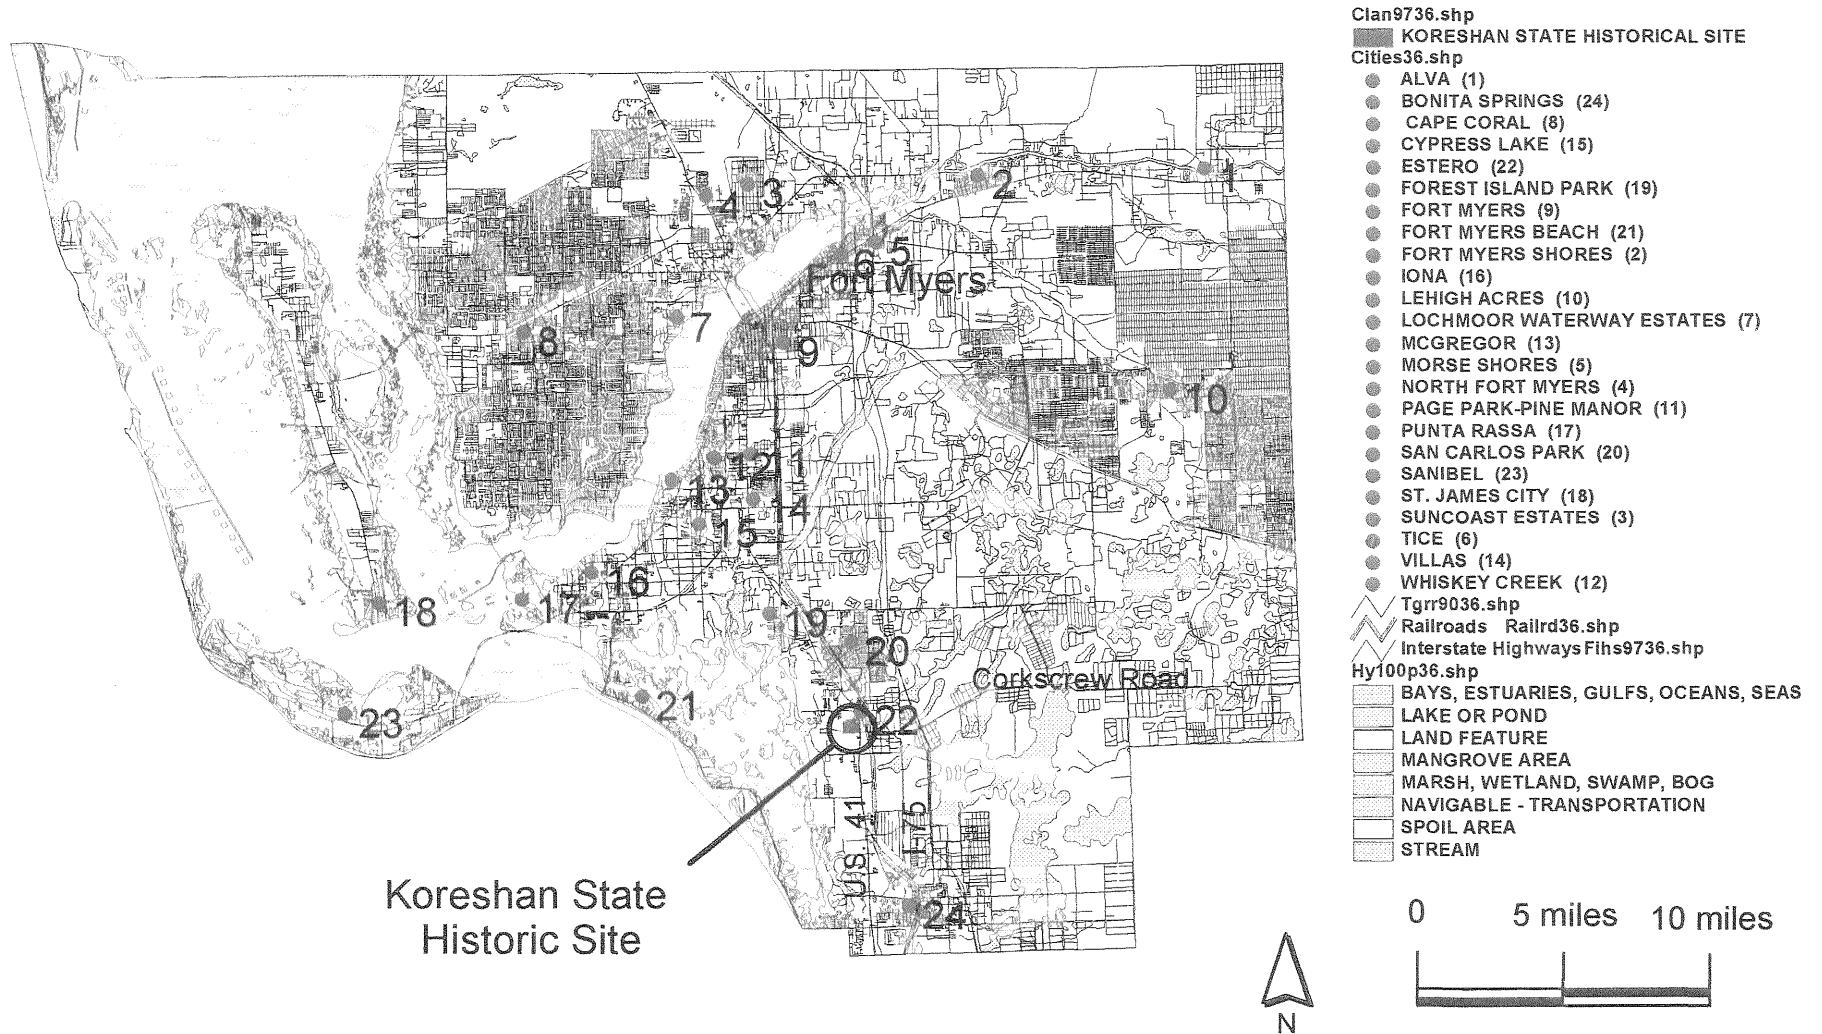 Clan9736.shp
KORESHAN STATE HISTORICAL SITE
Cities36.shp
ALVA (1)
BONITA SPRINGS (24)
CAPE CORAL (8)
CYPRESS LAKE (15)
ESTERO (22)
FOREST ISLAND PARK (19)
FORT MYERS (9)
FORT MYERS BEACH (21)
FORT MYERS SHORES (2)
IONA (16)
LEHIGH ACRES (10)
LOCHMOOR WATERWAY ESTATES (7)
MCGREGOR (13)
MORSE SHORES (5)
NORTH FORT MYERS (4)
PAGE PARK-PINE MANOR (11)
PUNTA RASSA (17)
SAN CARLOS PARK (20)
SANIBEL (23)
ST. JAMES CITY (18)
SUNCOAST ESTATES (3)
TICE (6)
VILLAS (14)
WHISKEY CREEK (12)
Tgrr9036.shp
Railroads Railrd36.shp
Interstate Highways Fihs9736.shp
Hy100p36.shp
BAYS, ESTUARIES, GULFS, OCEANS, SEAS
LAKE OR POND
LAND FEATURE
MANGROVE AREA
MARSH, WETLAND, SWAMP, BOG
NAVIGABLE - TRANSPORTATION
SPOIL AREA
STREAM
0 5 miles 10 miles
N
1
2
3
4
5
6
Fort Myers
7
8
9
10
12 11
13
14
15
16
17
18
19
20
Corkscrew Road
21
22
23
U.S. 41
I-75
24
Koreshan State
Historic Site